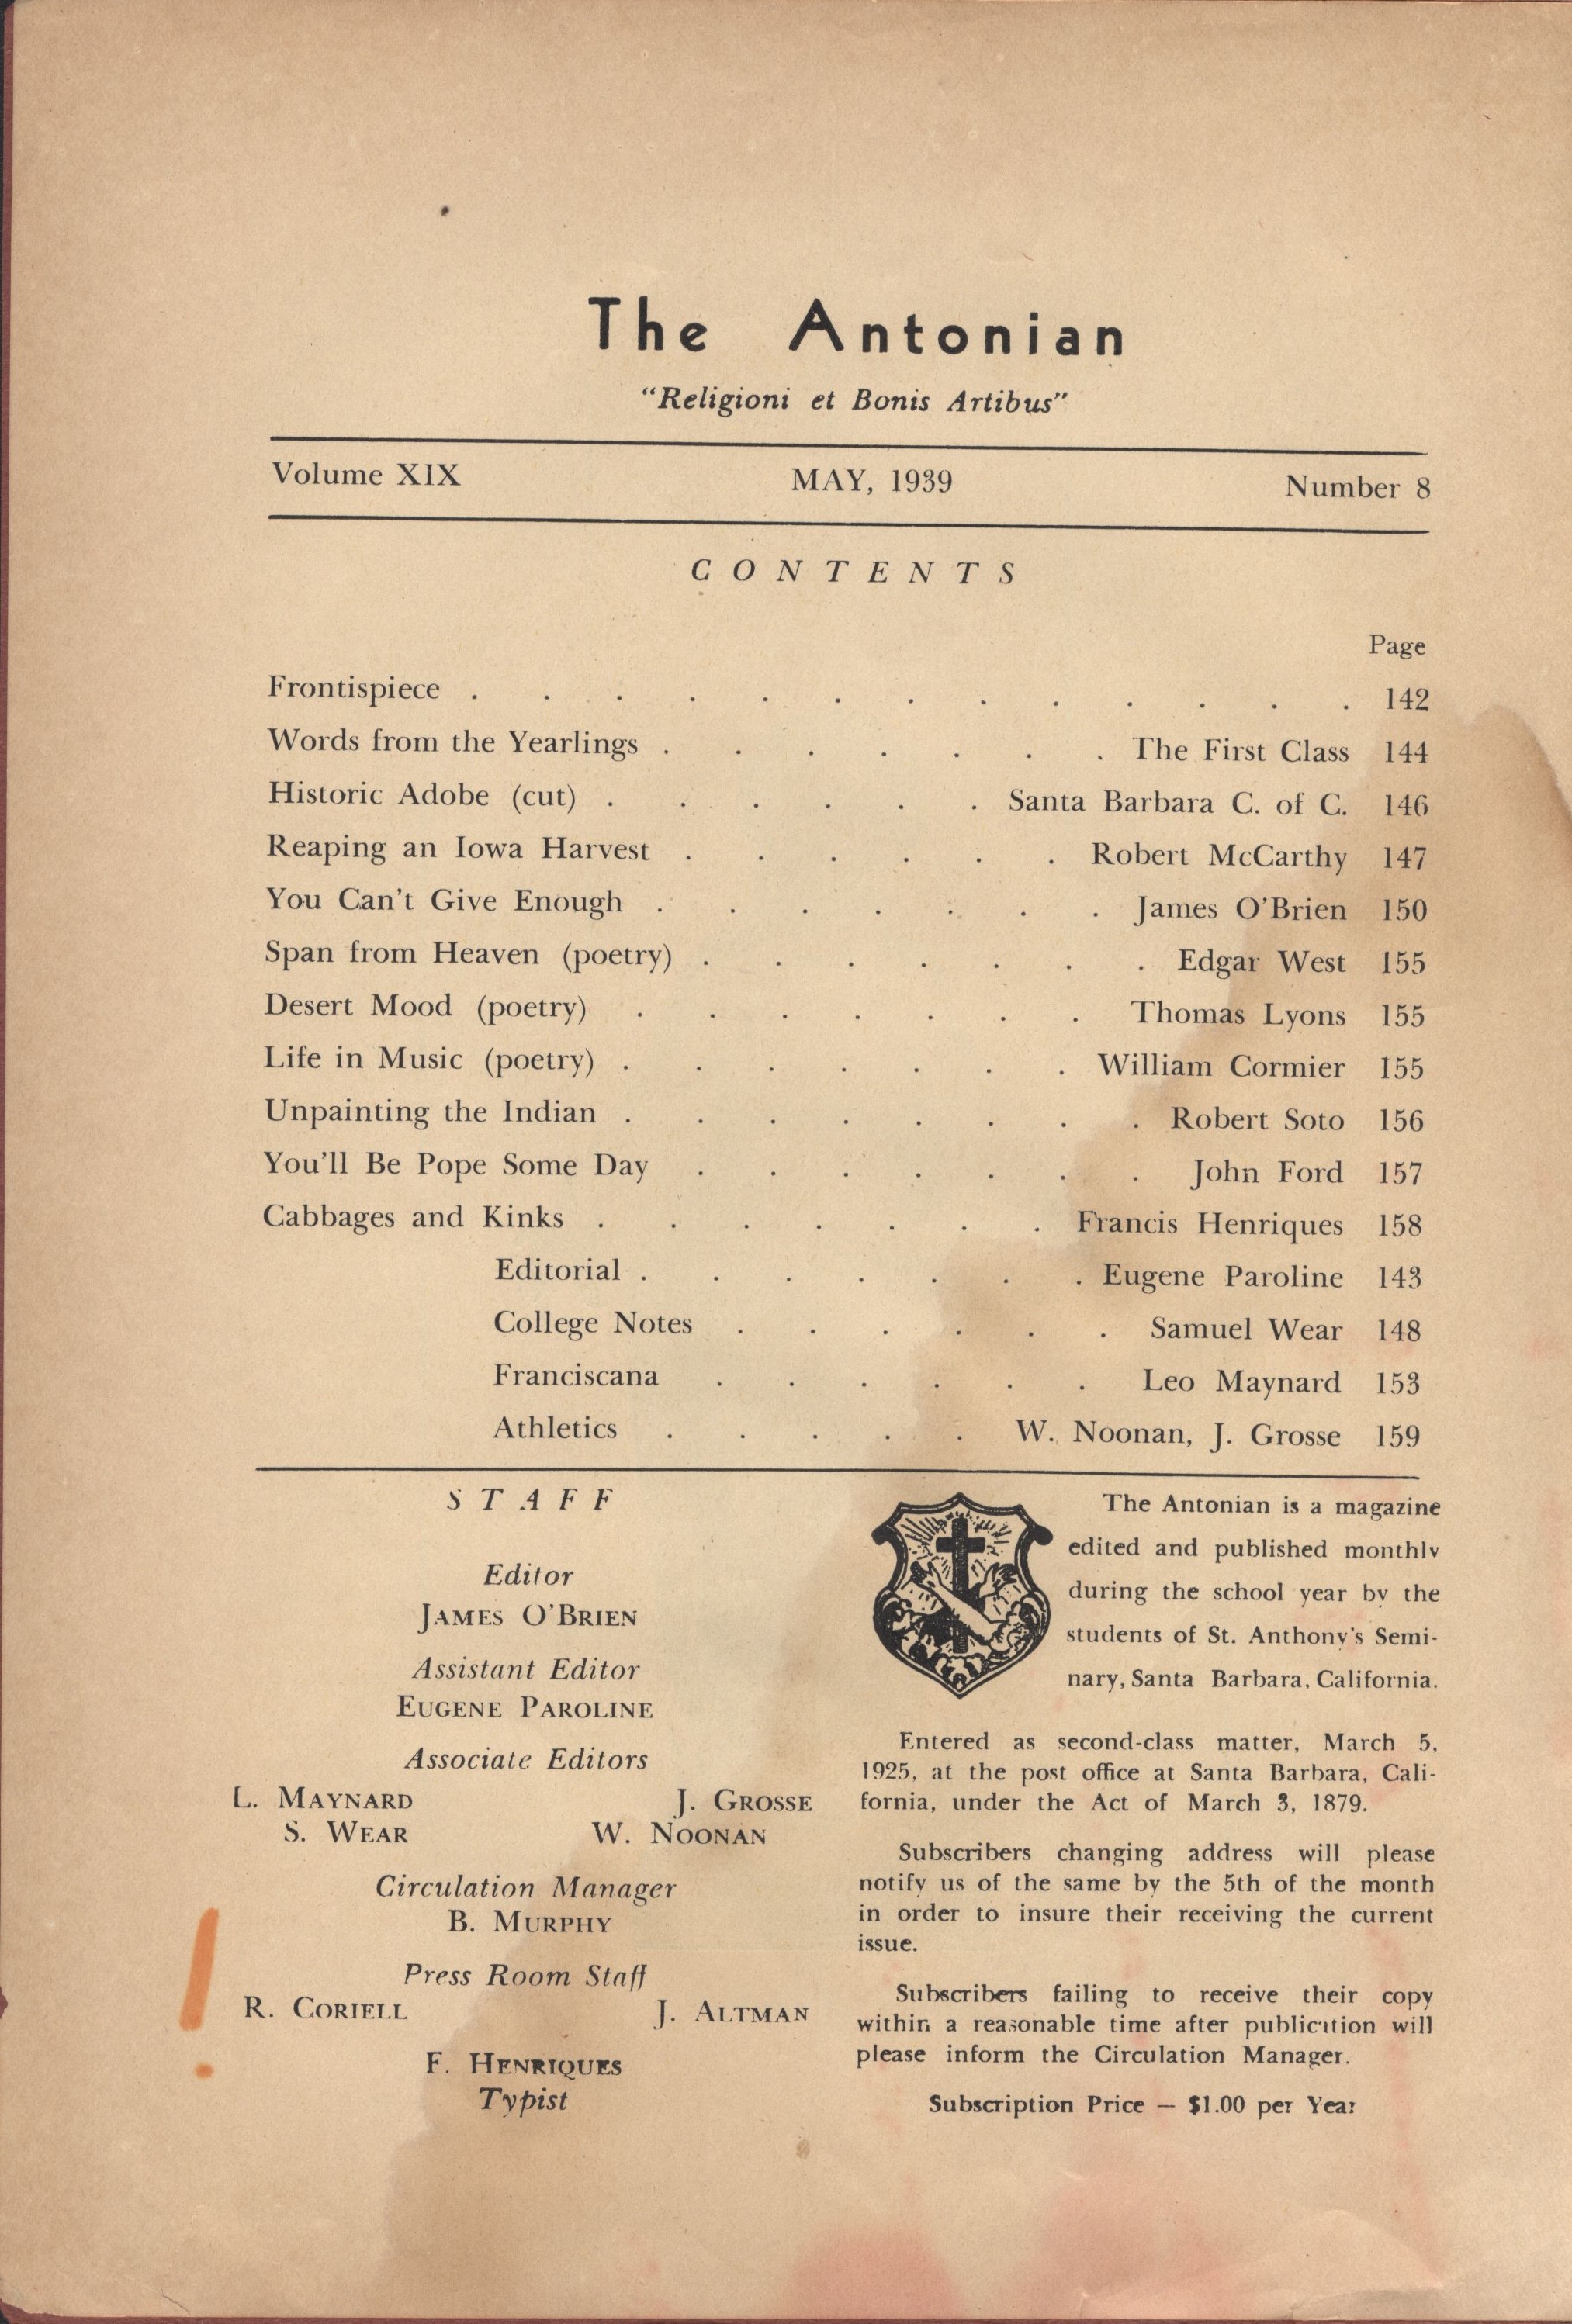 The Antonian
"Religioni et Bonis Artibus"
Volume XIX MAY, 1939 Number 8
CONTENTS
Page
Frontispiece . . . . . . . . . . . . . 142
Words from the Yearlings . . . . . . . The First Class 144
Historic Adobe (cut) . . . . . . Santa Barbara C. of C. 146
Reaping an Iowa Harvest . . . . . . Robert McCarthy 147
You Can't Give Enough . . . . . . . James O'Brien 150
Span from Heaven (poetry) . . . . . . . Edgar West 155
Desert Mood (poetry) . . . . . . . Thomas Lyons 155
Life in Music (poetry) . . . . . . . William Cormier 155
Unpainting the Indian . . . . . . . . Robert Soto 156
You'll Be Pope Some Day . . . . . . . John Ford 157
Cabbages and Kinks . . . . . . . Francis Henriques 158
Editorial . . . . . . . Eugene Paroline 143
College Notes . . . . . . Samuel Wear 148
Franciscana . . . . . . Leo Maynard 153
Athletics . . . . . W. Noonan, J. Grosse 159
STAFF
Editor
JAMES O'BRIEN
Assistant Editor
EUGENE PAROLINE
Associate Editors
L. MAYNARD J. GROSSE
S. WEAR W. NOONAN
Circulation Manager
B. MURPHY
Press Room Staff
R. CORIELL J. ALTMAN
F. HENRIQUES
Typist
The Antonian is a magazine
edited and published monthly
during the school year by the
students of St. Anthony's Semi-
nary, Santa Barbara, California.
Entered as second-class matter, March 5,
1925, at the post office at Santa Barbara, Cali-
fornia, under the Act of March 3, 1879.
Subscribers changing address will please
notify us of the same by the 5th of the month
in order to insure their receiving the current
issue.
Subscribers failing to receive their copy
within a reasonable time after publication will
please inform the Circulation Manager.
Subscription Price — $1.00 per Year